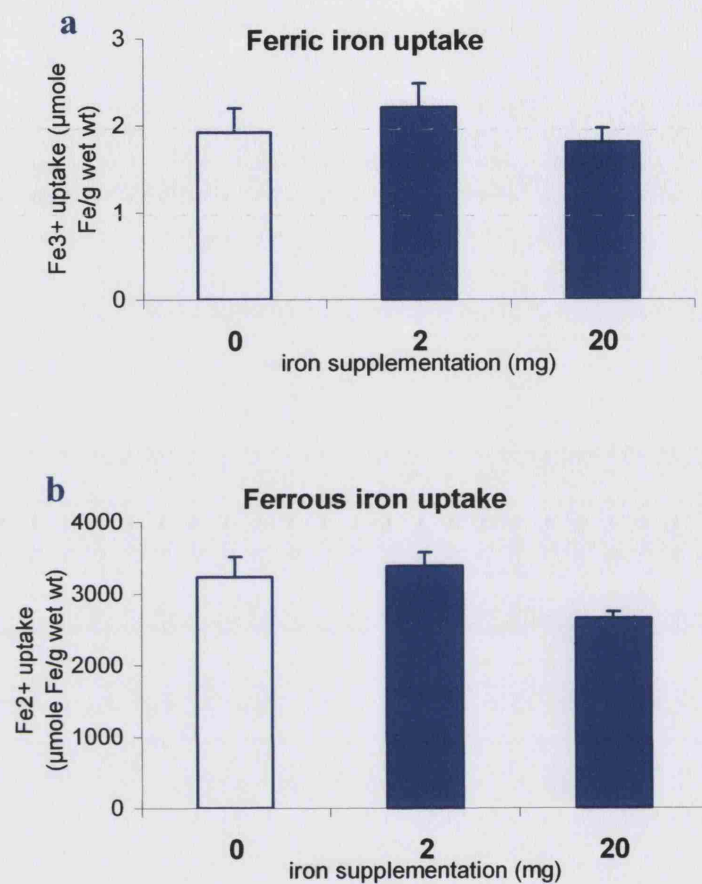 a
Ferric iron uptake
Fe3+ uptake (µmole
Fe/g wet wt)
3
2
1
0
0 2 20
iron supplementation (mg)
b
Ferrous iron uptake
Fe2+ uptake
(µmole Fe/g wet wt)
4000
3000
2000
1000
0
0 2 20
iron supplementation (mg)